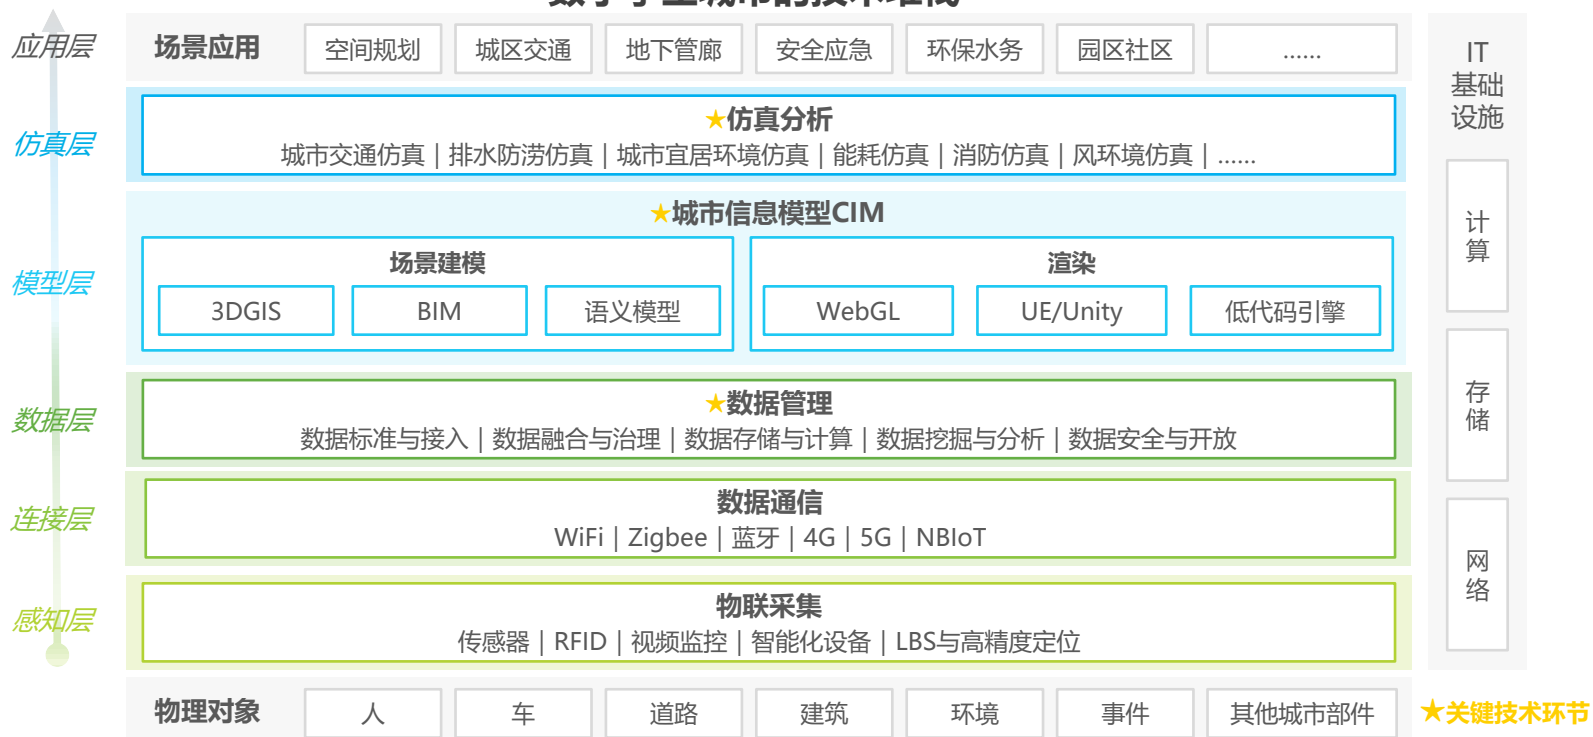 数字孪生城市的技术堆栈
应用层
场景应用
空间规划
城区交通
地下管廊
安全应急
环保水务
园区社区
......
仿真层
★仿真分析
城市交通仿真｜排水防涝仿真｜城市宜居环境仿真｜能耗仿真｜消防仿真｜风环境仿真｜......
模型层
★城市信息模型CIM
场景建模
3DGIS
BIM
语义模型
渲染
WebGL
UE/Unity
低代码引擎
数据层
★数据管理
数据标准与接入｜数据融合与治理｜数据存储与计算｜数据挖掘与分析｜数据安全与开放
连接层
数据通信
WiFi｜Zigbee｜蓝牙｜4G｜5G｜NBIoT
感知层
物联采集
传感器｜RFID｜视频监控｜智能化设备｜LBS与高精度定位
物理对象
人
车
道路
建筑
环境
事件
其他城市部件
IT
基础
设施
计
算
存
储
网
络
★关键技术环节